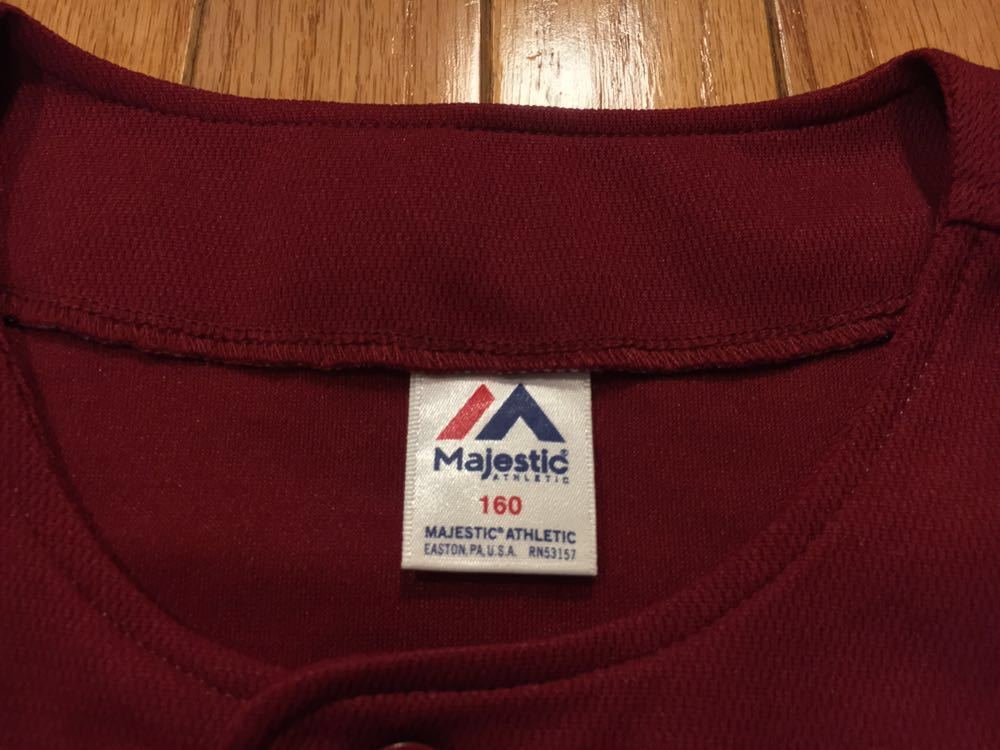 Majestic®
ATHLETIC
160
MAJESTIC® ATHLETIC
EASTON, PA, U.S.A. RN53157